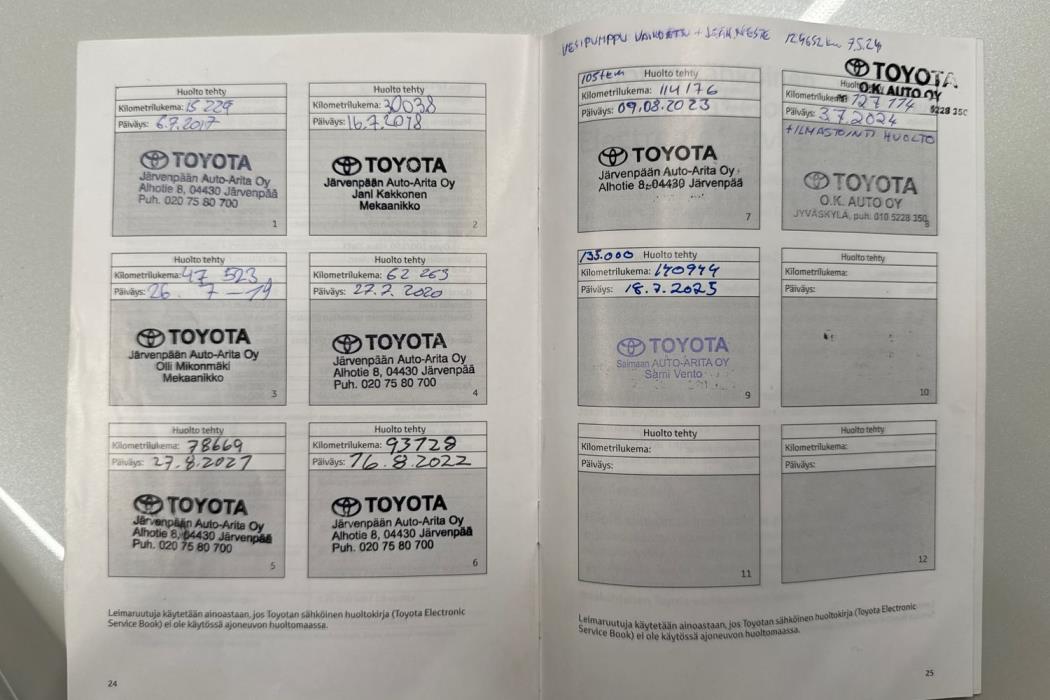 Huolto tehty
Kilometrilukema: 15 229
Päiväys: 6.7.2017
TOYOTA
Järvenpään Auto-Arita Oy
Alhotie 8, 04430 Järvenpää
Puh. 020 75 80 700
1
Huolto tehty
Kilometrilukema: 30038
Päiväys: 16.7.2018
TOYOTA
Järvenpään Auto-Arita Oy
Jani Kakkonen
Mekaanikko
2
Huolto tehty
Kilometrilukema: 47 523
Päiväys: 26. 7 - 19
TOYOTA
Järvenpään Auto-Arita Oy
Olli Mikonmäki
Mekaanikko
3
Huolto tehty
Kilometrilukema: 62 263
Päiväys: 27.7.2020
TOYOTA
Järvenpään Auto-Arita Oy
Alhotie 8, 04430 Järvenpää
Puh. 020 75 80 700
4
Huolto tehty
Kilometrilukema: 78669
Päiväys: 27.8.2021
TOYOTA
Järvenpään Auto-Arita Oy
Alhotie 8, 04430 Järvenpää
Puh. 020 75 80 700
5
Huolto tehty
Kilometrilukema: 93728
Päiväys: 16.8.2022
TOYOTA
Järvenpään Auto-Arita Oy
Alhotie 8, 04430 Järvenpää
Puh. 020 75 80 700
6
Leimaruutuja käytetään ainoastaan, jos Toyotan sähköinen huoltokirja (Toyota Electronic
Service Book) ei ole käytössä ajoneuvon huoltomaassa.
24
VESIPUMPPU VAIHDETTU + JÄÄHD.NESTE 124652 km 7.5.24
105tkm Huolto tehty
Kilometrilukema: 114176
Päiväys: 09.08.2023
TOYOTA
Järvenpään Auto-Arita Oy
Alhotie 8, 04430 Järvenpää
7
TOYOTA
O.K. AUTO OY
5228 350
Kilometrilukema: 127 174
Päiväys: 3.7.2024
+ILMASTOINTI HUOLTO
TOYOTA
O.K. AUTO OY
JYVÄSKYLÄ, puh. 010 5228 350
8
135.000 Huolto tehty
Kilometrilukema: 140944
Päiväys: 18.7.2025
TOYOTA
Saimaan AUTO-ARITA OY
Sami Vento
9
Huolto tehty
Kilometrilukema:
Päiväys:
10
Huolto tehty
Kilometrilukema:
Päiväys:
11
Huolto tehty
Kilometrilukema:
Päiväys:
12
Leimaruutuja käytetään ainoastaan, jos Toyotan sähköinen huoltokirja (Toyota Electronic
Service Book) ei ole käytössä ajoneuvon huoltomaassa.
25